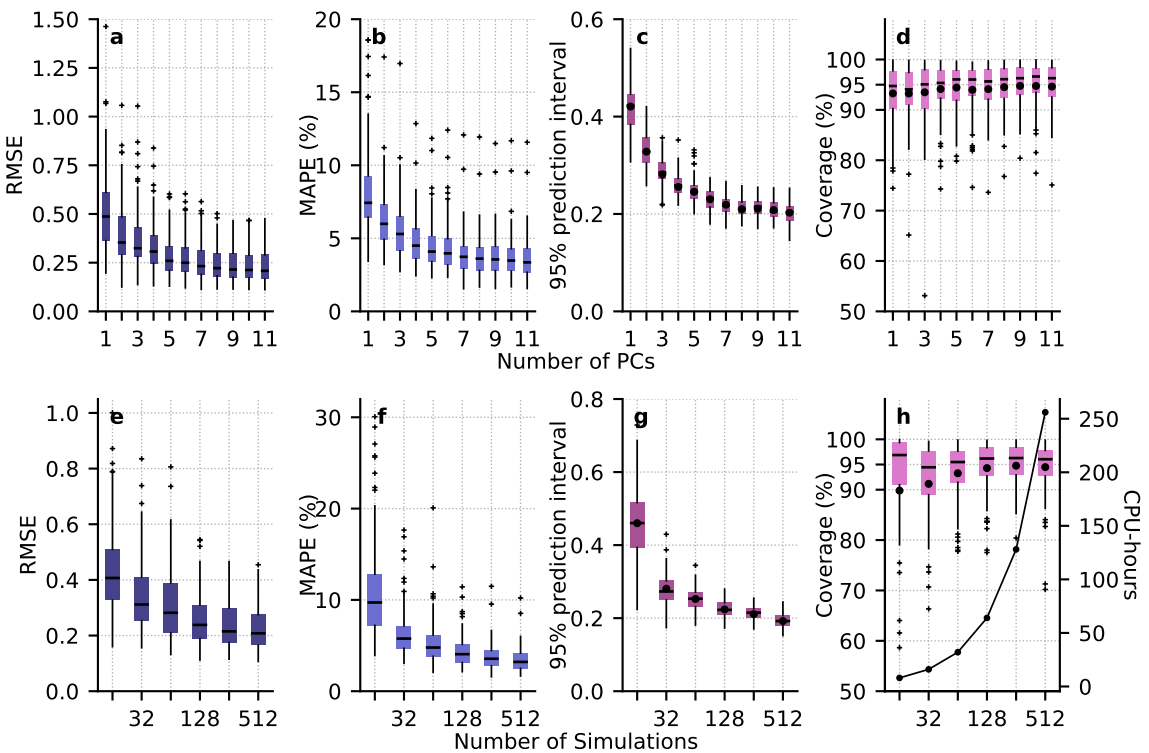 a
RMSE
1.50
1.25
1.00
0.75
0.50
0.25
0.00
1 3 5 7 9 11
b
MAPE (%)
20
15
10
5
0
1 3 5 7 9 11
c
95% prediction interval
0.6
0.4
0.2
0.0
1 3 5 7 9 11
d
Coverage (%)
100
95
90
80
70
60
50
1 3 5 7 9 11
Number of PCs
e
RMSE
1.0
0.8
0.6
0.4
0.2
0.0
32 128 512
f
MAPE (%)
30
20
10
0
32 128 512
g
95% prediction interval
0.8
0.6
0.4
0.2
0.0
32 128 512
h
Coverage (%)
100
95
90
80
70
60
50
32 128 512
250
200
150
100
50
0
CPU-hours
Number of Simulations